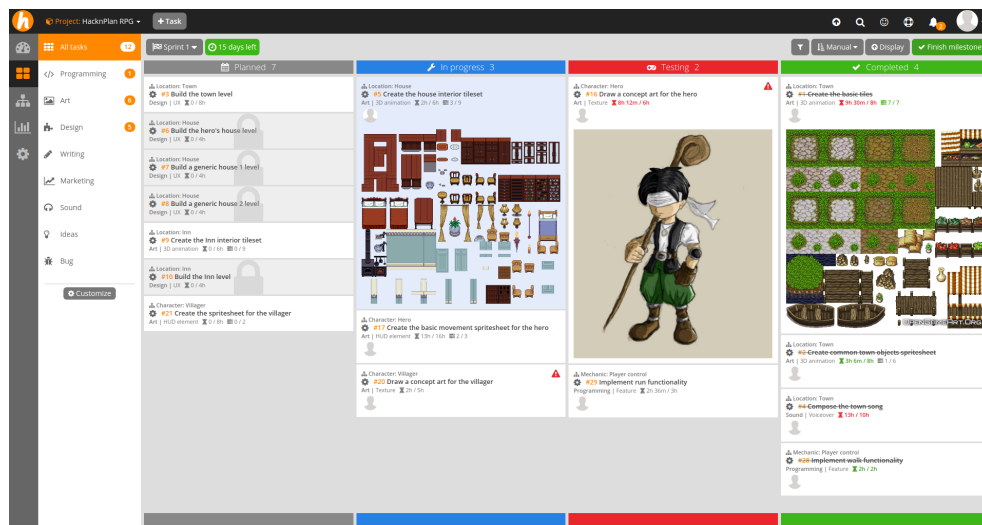 Project: HacknPlan RPG
+ Task
2
All tasks 12
Programming 1
Art 6
Design 5
Writing
Marketing
Sound
Ideas
Bug
Customize
Sprint 1
15 days left
Manual
Display
Finish milestone
Planned 7
Location: Town
#3 Build the town level
Design | UX 0 / 8h
Location: House
#6 Build the hero's house level
Design | UX 0 / 4h
Location: House
#7 Build a generic house 1 level
Design | UX 0 / 4h
Location: House
#8 Build a generic house 2 level
Design | UX 0 / 4h
Location: Inn
#9 Create the Inn interior tileset
Art | 3D animation 0 / 6h 0 / 9
Location: Inn
#10 Build the Inn level
Design | UX 0 / 4h
Character: Villager
#21 Create the spritesheet for the villager
Art | HUD element 0 / 8h 0 / 2
In progress 3
Location: House
#5 Create the house interior tileset
Art | 3D animation 2h / 6h 3 / 9
Character: Hero
#17 Create the basic movement spritesheet for the hero
Art | HUD element 13h / 16h 2 / 3
Character: Villager
#20 Draw a concept art for the villager
Art | Texture 2h / 5h
Testing 2
Character: Hero
#16 Draw a concept art for the hero
Art | Texture 8h 12m / 6h
Mechanic: Player control
#29 Implement run functionality
Programming | Feature 2h 36m / 3h
Completed 4
Location: Town
#1 Create the basic tiles
Art | 3D animation 9h 30m / 8h 7 / 7
OPENGAMEART.ORG
Location: Town
#2 Create common town objects spritesheet
Art | 3D animation 3h 6m / 8h 1 / 6
Location: Town
#4 Compose the town song
Sound | Voiceover 13h / 10h
Mechanic: Player control
#28 Implement walk functionality
Programming | Feature 2h / 2h